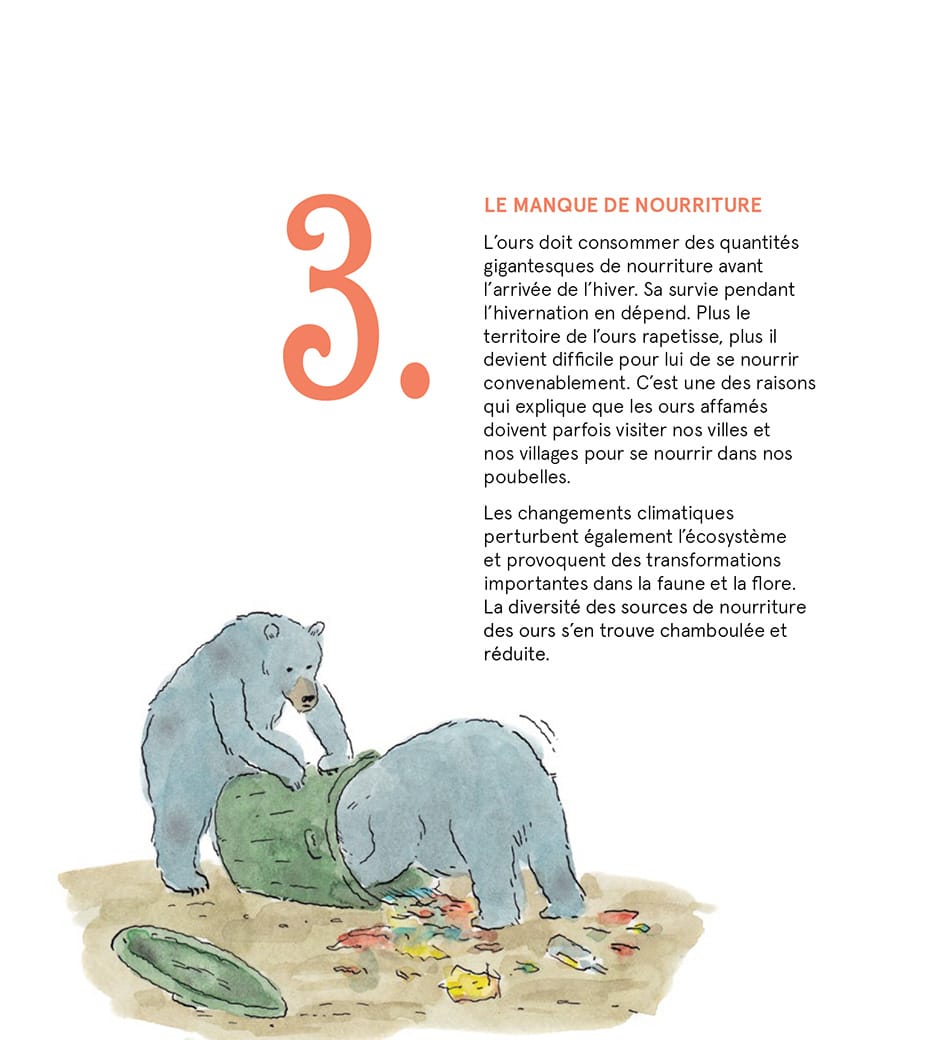 3.
LE MANQUE DE NOURRITURE
L’ours doit consommer des quantités
gigantesques de nourriture avant
l’arrivée de l’hiver. Sa survie pendant
l’hivernation en dépend. Plus le
territoire de l’ours rapetisse, plus il
devient difficile pour lui de se nourrir
convenablement. C’est une des raisons
qui explique que les ours affamés
doivent parfois visiter nos villes et
nos villages pour se nourrir dans nos
poubelles.
Les changements climatiques
perturbent également l’écosystème
et provoquent des transformations
importantes dans la faune et la flore.
La diversité des sources de nourriture
des ours s’en trouve chamboulée et
réduite.